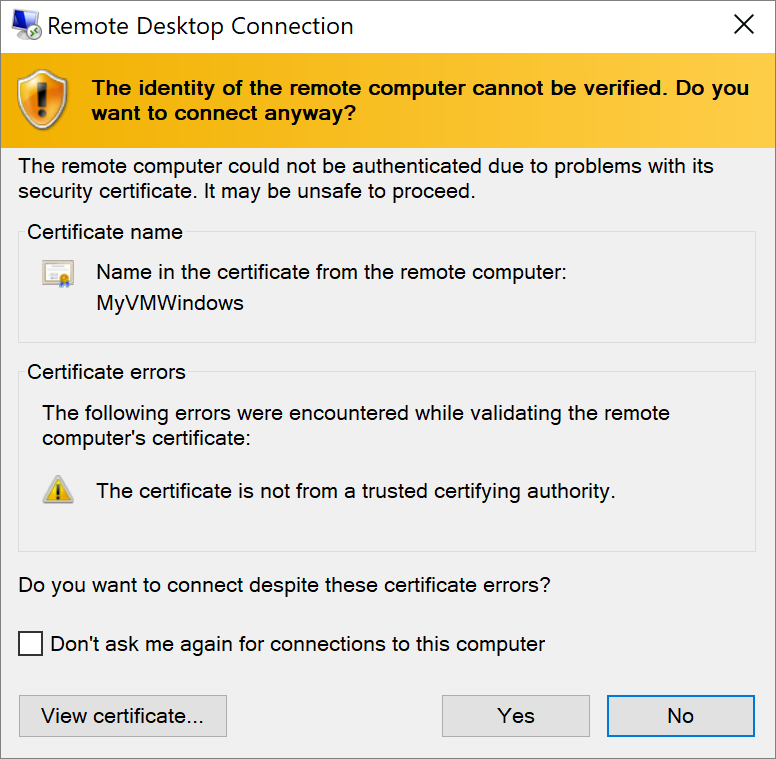 Remote Desktop Connection
The identity of the remote computer cannot be verified. Do you
want to connect anyway?
The remote computer could not be authenticated due to problems with its
security certificate. It may be unsafe to proceed.
Certificate name
Name in the certificate from the remote computer:
MyVMWindows
Certificate errors
The following errors were encountered while validating the remote
computer's certificate:
The certificate is not from a trusted certifying authority.
Do you want to connect despite these certificate errors?
Don't ask me again for connections to this computer
View certificate...
Yes
No